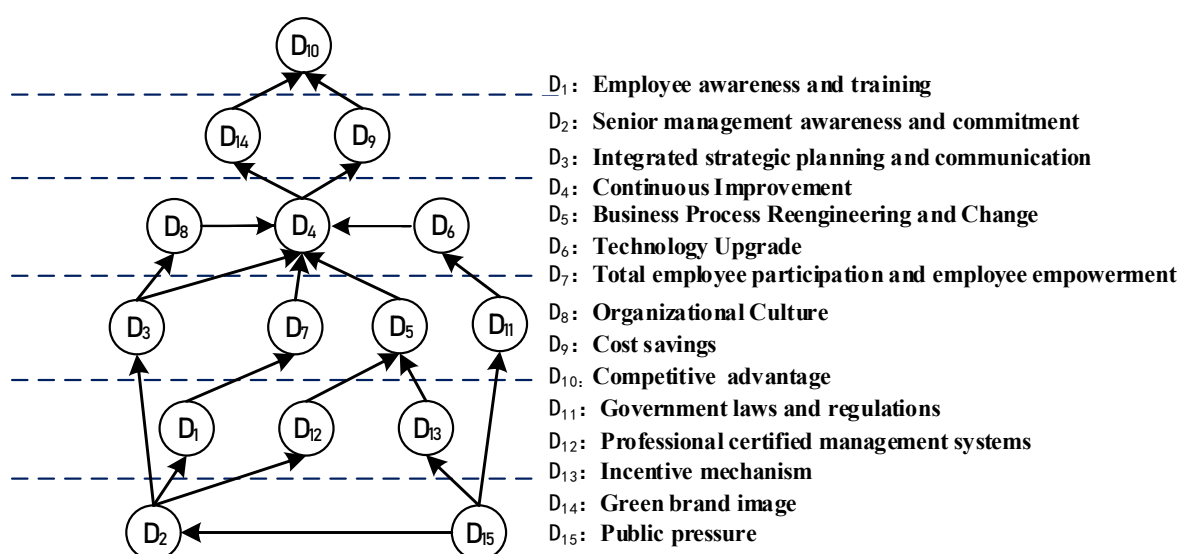 D10
D14
D9
D8
D4
D6
D3
D7
D5
D11
D1
D12
D13
D2
D15
D1: Employee awareness and training
D2: Senior management awareness and commitment
D3: Integrated strategic planning and communication
D4: Continuous Improvement
D5: Business Process Reengineering and Change
D6: Technology Upgrade
D7: Total employee participation and employee empowerment
D8: Organizational Culture
D9: Cost savings
D10: Competitive advantage
D11: Government laws and regulations
D12: Professional certified management systems
D13: Incentive mechanism
D14: Green brand image
D15: Public pressure